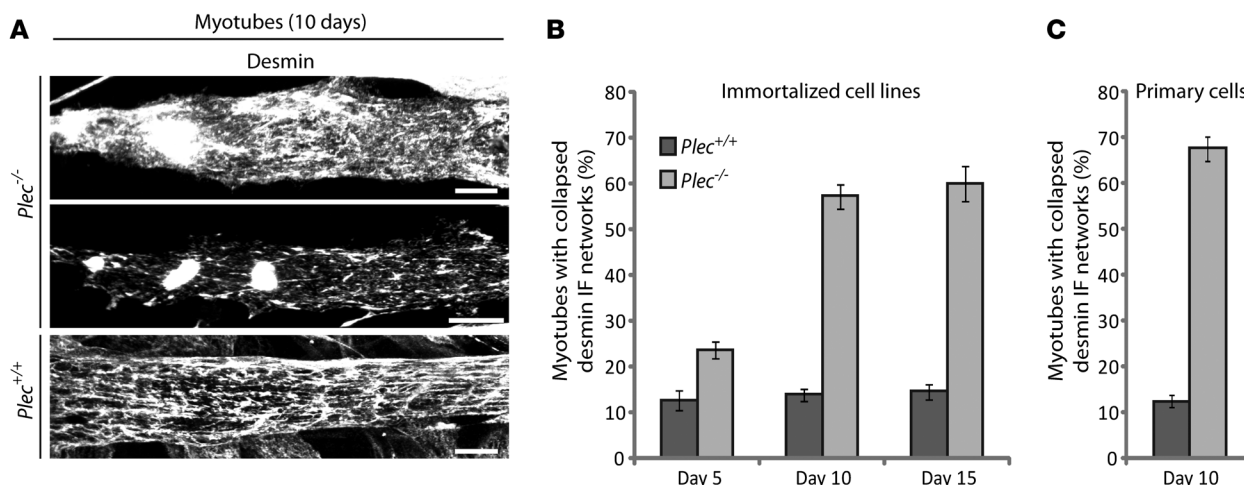 A
Myotubes (10 days)
Desmin
Plec-/-
Plec+/+
B
Immortalized cell lines
Myotubes with collapsed
desmin IF networks (%)
80
70
60
50
40
30
20
10
0
Plec+/+
Plec-/-
Day 5
Day 10
Day 15
C
Primary cells
Myotubes with collapsed
desmin IF networks (%)
80
70
60
50
40
30
20
10
0
Day 10